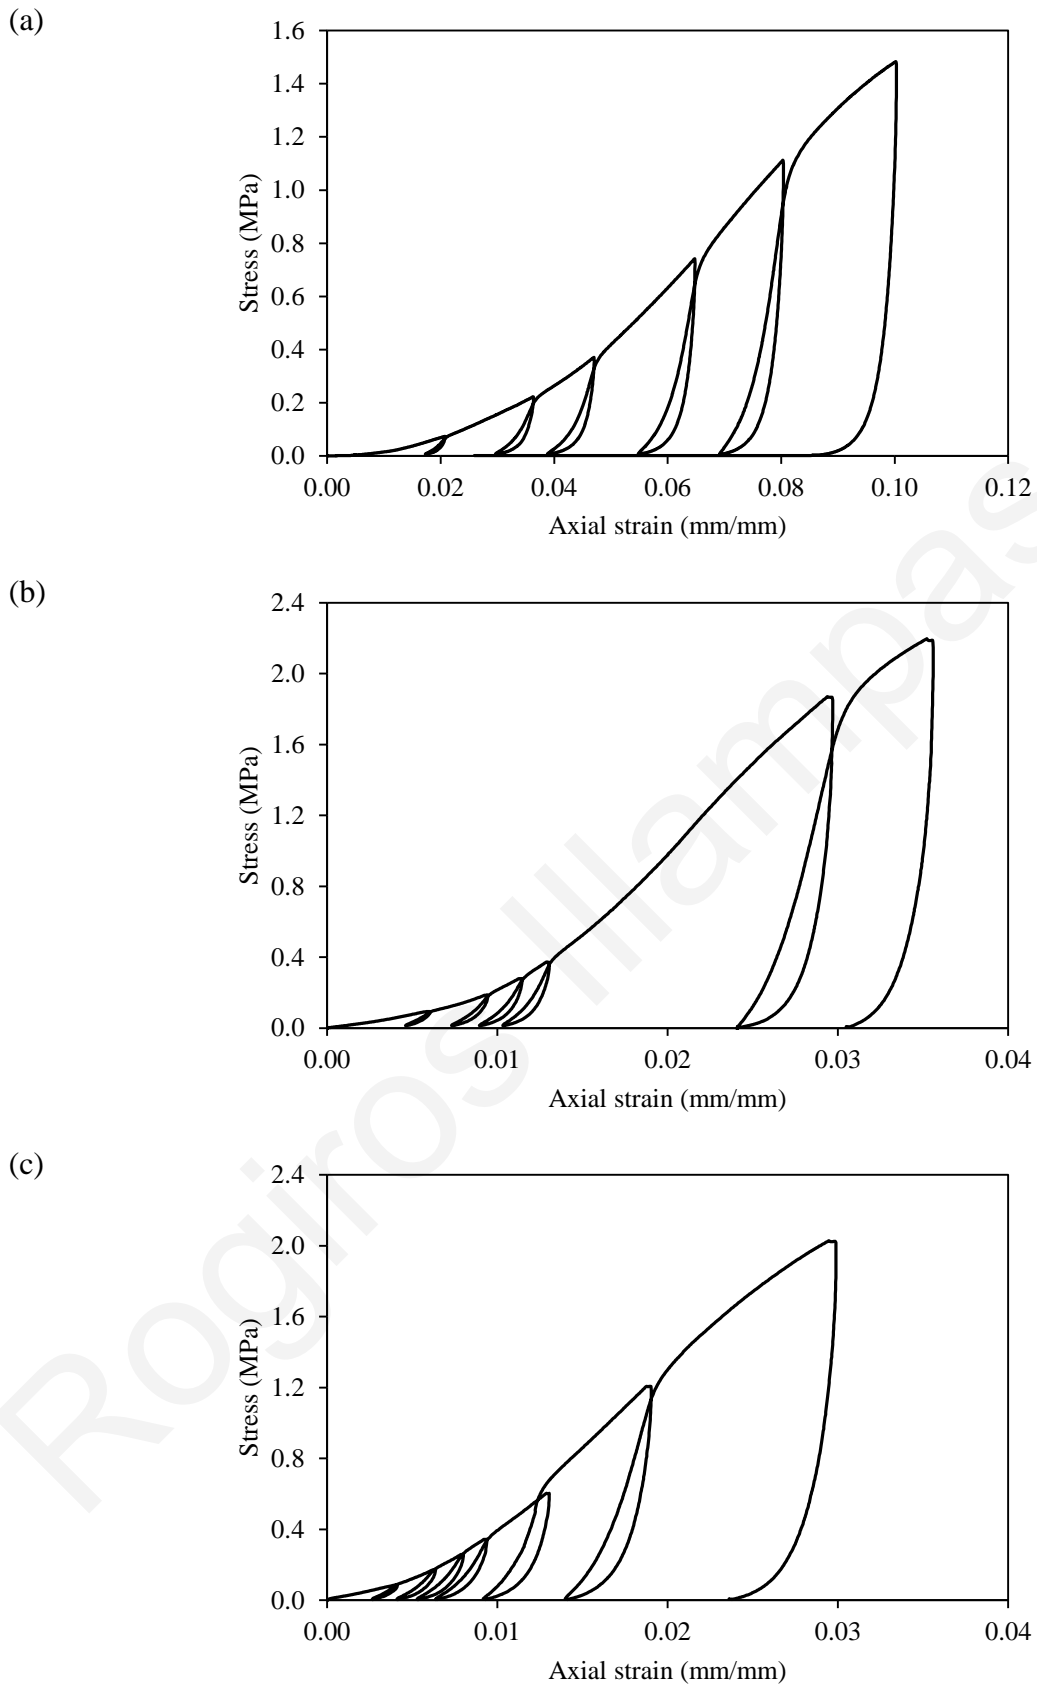 (a)
1.6
1.4
1.2
1.0
0.8
0.6
0.4
0.2
0.0
Stress (MPa)
0.00 0.02 0.04 0.06 0.08 0.10 0.12
Axial strain (mm/mm)
(b)
2.4
2.0
1.6
1.2
0.8
0.4
0.0
Stress (MPa)
0.00 0.01 0.02 0.03 0.04
Axial strain (mm/mm)
(c)
2.4
2.0
1.6
1.2
0.8
0.4
0.0
Stress (MPa)
0.00 0.01 0.02 0.03 0.04
Axial strain (mm/mm)
Rogiros Illampas